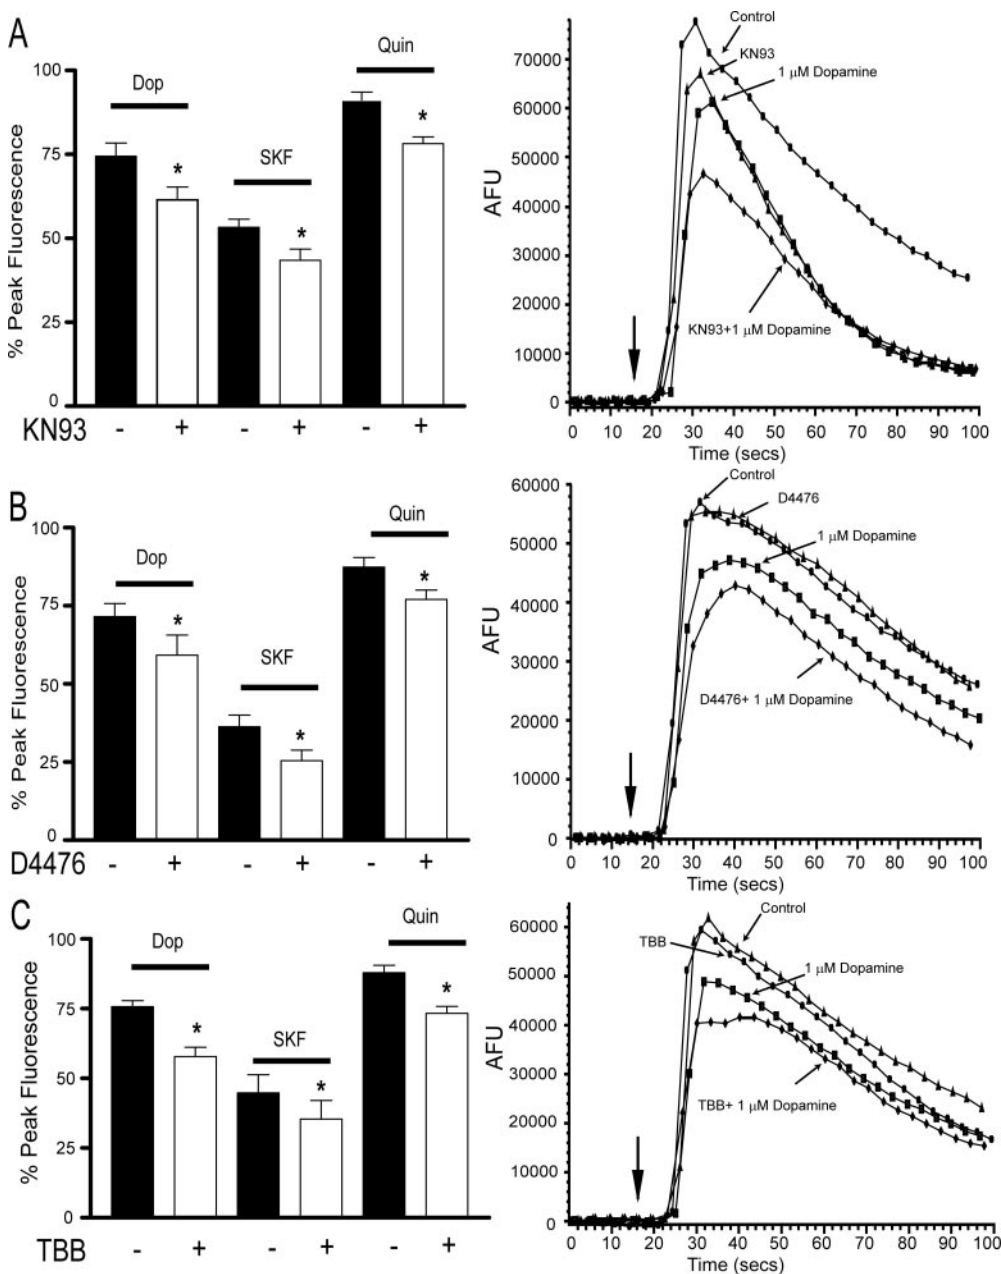 A
Dop
SKF
Quin
*
*
*
100
75
50
25
0
% Peak Fluorescence
KN93 - + - + - +
Control
KN93
1 μM Dopamine
KN93+1 μM Dopamine
70000
60000
50000
40000
30000
20000
10000
0
AFU
0 10 20 30 40 50 60 70 80 90 100
Time (secs)
B
Dop
SKF
Quin
*
*
*
100
75
50
25
0
% Peak Fluorescence
D4476 - + - + - +
Control
D4476
1 μM Dopamine
D4476+ 1 μM Dopamine
60000
50000
40000
30000
20000
10000
0
AFU
0 10 20 30 40 50 60 70 80 90 100
Time (secs)
C
Dop
SKF
Quin
*
*
*
100
75
50
25
0
% Peak Fluorescence
TBB - + - + - +
Control
TBB
1 μM Dopamine
TBB+ 1 μM Dopamine
60000
50000
40000
30000
20000
10000
0
AFU
0 10 20 30 40 50 60 70 80 90 100
Time (secs)